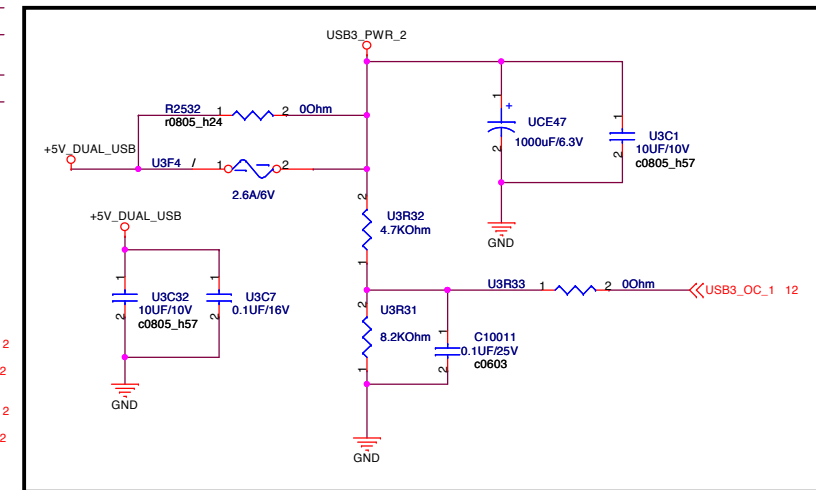 USB3_PWR_2
R2532 1 2 0Ohm
r0805_h24
+5V_DUAL_USB
U3F4 / 1 2
2.6A/6V
1 +
UCE47
1000uF/6.3V
2
1
U3C1
10UF/10V
c0805_h57
2
GND
+5V_DUAL_USB
1
U3C32
10UF/10V
c0805_h57
2
1
U3C7
0.1UF/16V
2
GND
2
U3R32
4.7KOhm
1
U3R33 1 2 0Ohm
USB3_OC_1 12
2
U3R31
8.2KOhm
1
1
C10011
0.1UF/25V
c0603
2
GND
2
2
2
2